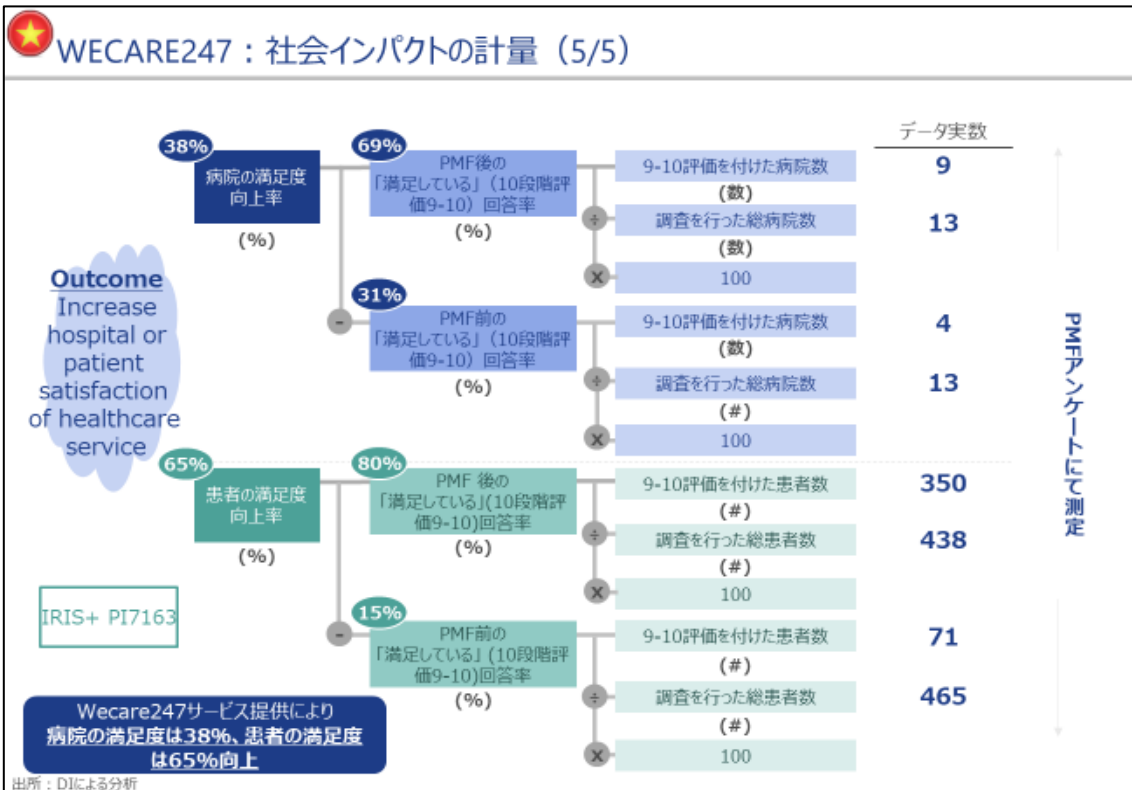 WECARE247：社会インパクトの計量（5/5）
データ実数
38%
病院の満足度
向上率
(%)
69%
PMF後の
「満足している」（10段階評
価9-10）回答率
(%)
9-10評価を付けた病院数
(数)
9
÷
調査を行った総病院数
(数)
13
x
100
-
31%
PMF前の
「満足している」（10段階評
価9-10）回答率
(%)
9-10評価を付けた病院数
(数)
4
÷
調査を行った総病院数
(#)
13
x
100
Outcome
Increase
hospital or
patient
satisfaction
of healthcare
service
65%
患者の満足度
向上率
(%)
80%
PMF 後の
「満足している」(10段階評
価9-10)回答率
(%)
9-10評価を付けた患者数
(#)
350
÷
調査を行った総患者数
(#)
438
x
100
-
15%
PMF前の
「満足している」(10段階評
価9-10)回答率
(%)
9-10評価を付けた患者数
(#)
71
÷
調査を行った総患者数
(#)
465
x
100
PMFアンケートにて測定
IRIS+ PI7163
Wecare247サービス提供により
病院の満足度は38%、患者の満足度
は65%向上
出所：DIによる分析